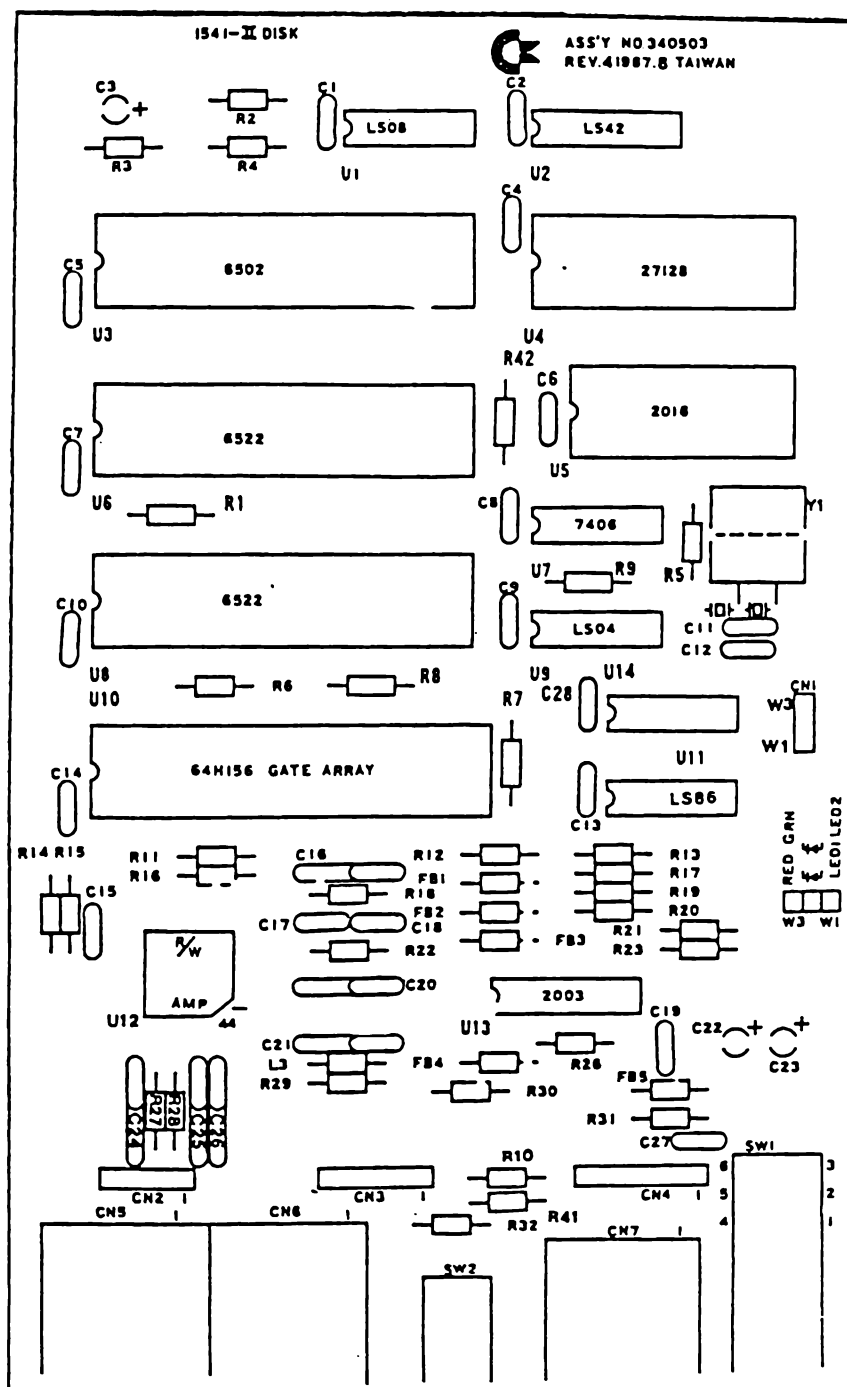 1541-II DISK
ASS'Y NO 340503
REV.41987.8 TAIWAN
C3
R2
C1
LS08
C2
LS42
R3
R4
U1
U2
C4
C5
6502
27128
U3
U4
R42
C6
2016
C7
6522
U5
U6
R1
C8
7406
Y1
R5
U7
R9
C9
C10
6522
LS04
C11
C12
U8
R6
R8
U9
U14
U10
R7
C28
CN1
W3
W1
C14
64H156 GATE ARRAY
U11
LS86
C13
R14
R15
R11
R16
C16
R12
R13
RED GRN
LED1 LED2
R18
FB1
R17
R19
C15
C17
C18
FB2
R20
W3
W1
R21
R/W
R22
FB3
R23
AMP
C20
2003
U12
44
U13
C19
C22
C23
C21
L3
FB4
R26
R29
R30
FB5
C24
R27
R28
C25
C26
R31
C27
SW1
CN2
1
CN3
1
R10
CN4
1
6
3
5
2
4
1
CN5
1
CN6
1
R32
R41
CN7
1
SW2